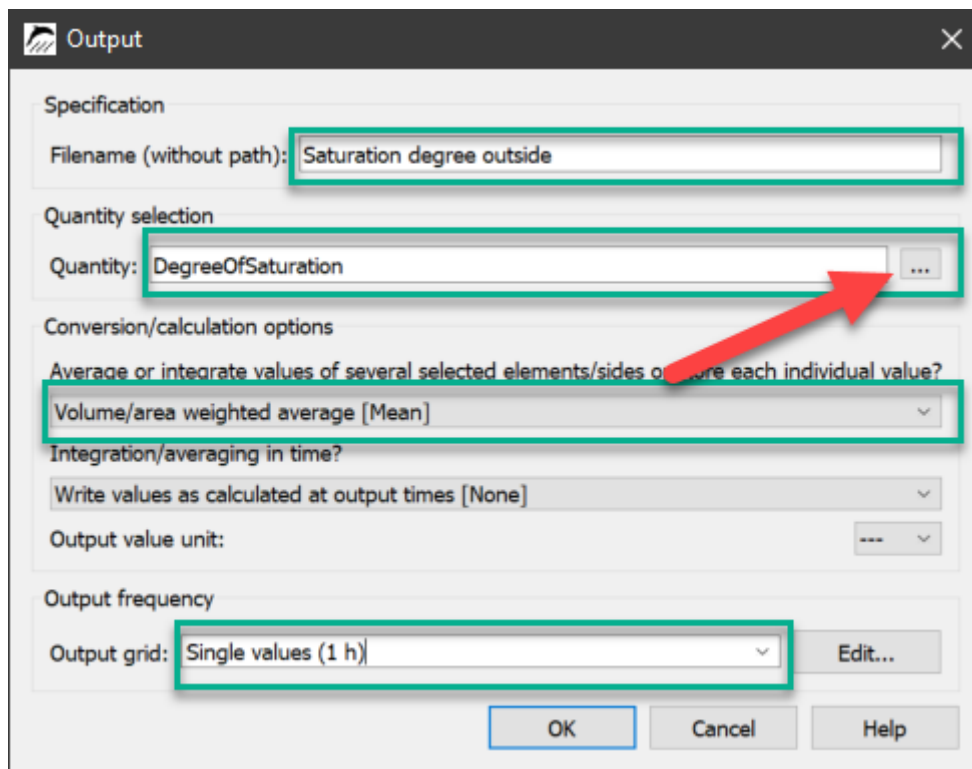 Output
Specification
Filename (without path): Saturation degree outside
Quantity selection
Quantity: DegreeOfSaturation ...
Conversion/calculation options
Average or integrate values of several selected elements/sides o ore each individual value?
Volume/area weighted average [Mean]
Integration/averaging in time?
Write values as calculated at output times [None]
Output value unit: ---
Output frequency
Output grid: Single values (1 h) Edit...
OK Cancel Help